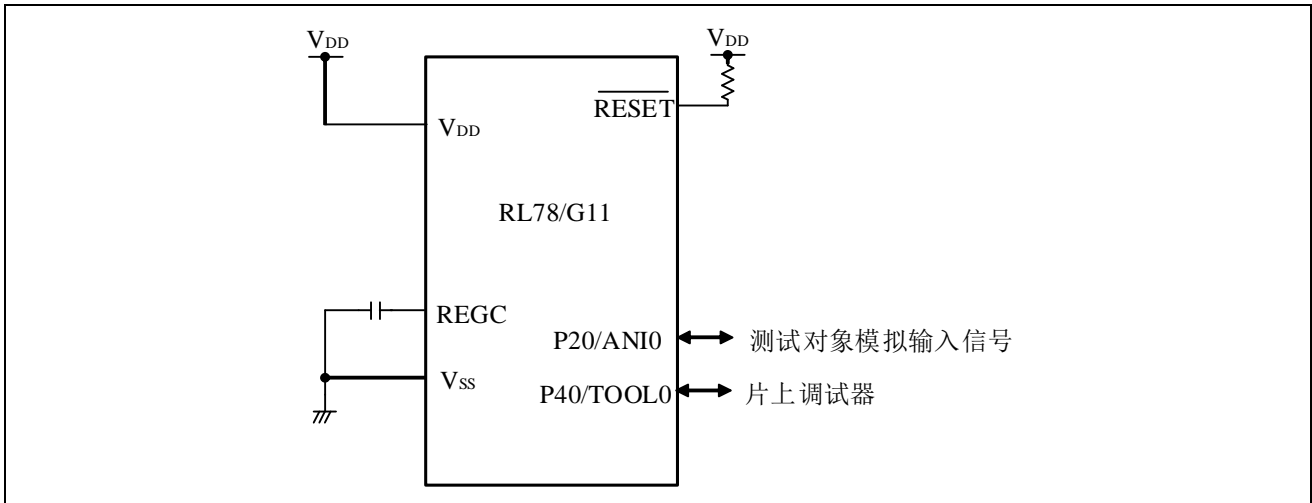 VDD
VDD
RESET
VDD
RL78/G11
REGC
P20/ANI0
测试对象模拟输入信号
VSS
P40/TOOL0
片上调试器